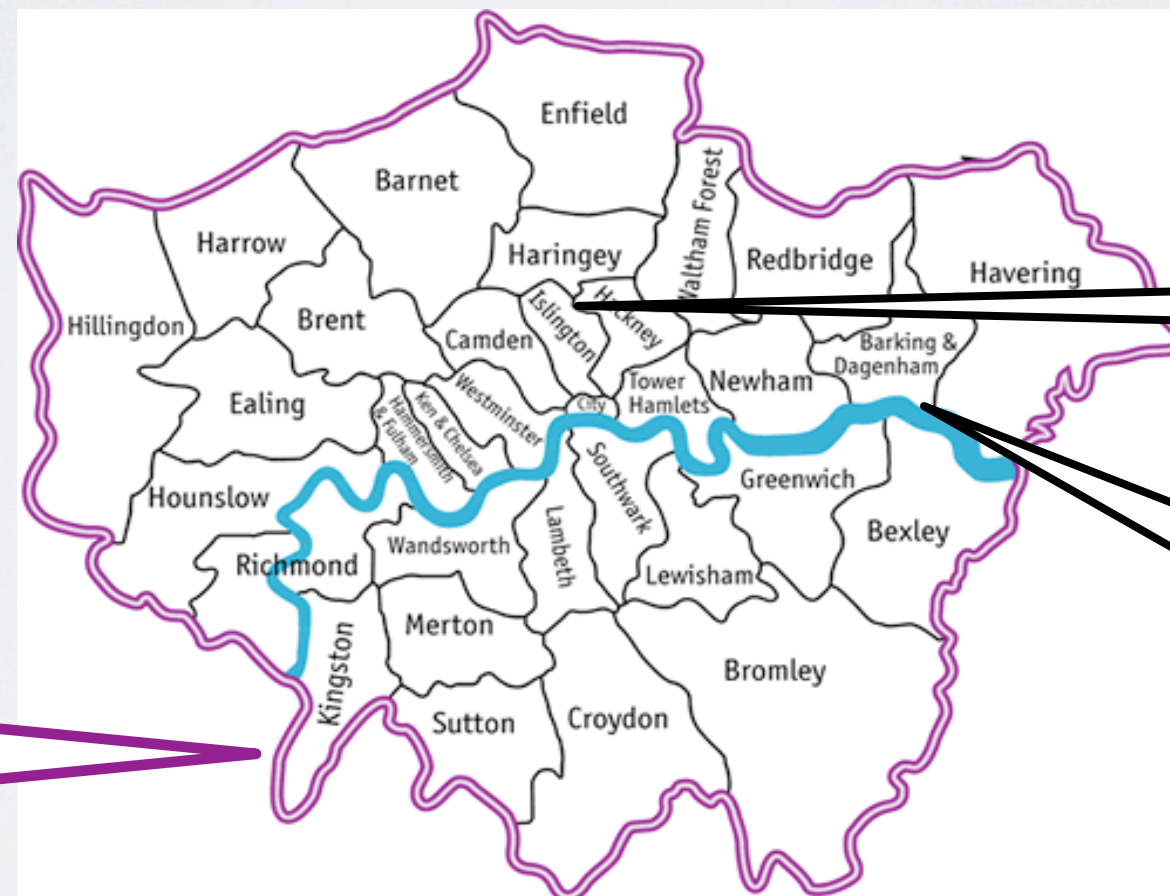 Enfield
Barnet
Waltham Forest
Harrow
Haringey
Redbridge
Havering
Hillingdon
Brent
Islington
Hackney
Camden
Barking &
Dagenham
Ealing
Hammersmith
& Fulham
Ken & Chelsea
Westminster
City
Tower
Hamlets
Newham
Hounslow
Southwark
Greenwich
Richmond
Wandsworth
Lambeth
Lewisham
Bexley
Kingston
Merton
Bromley
Sutton
Croydon